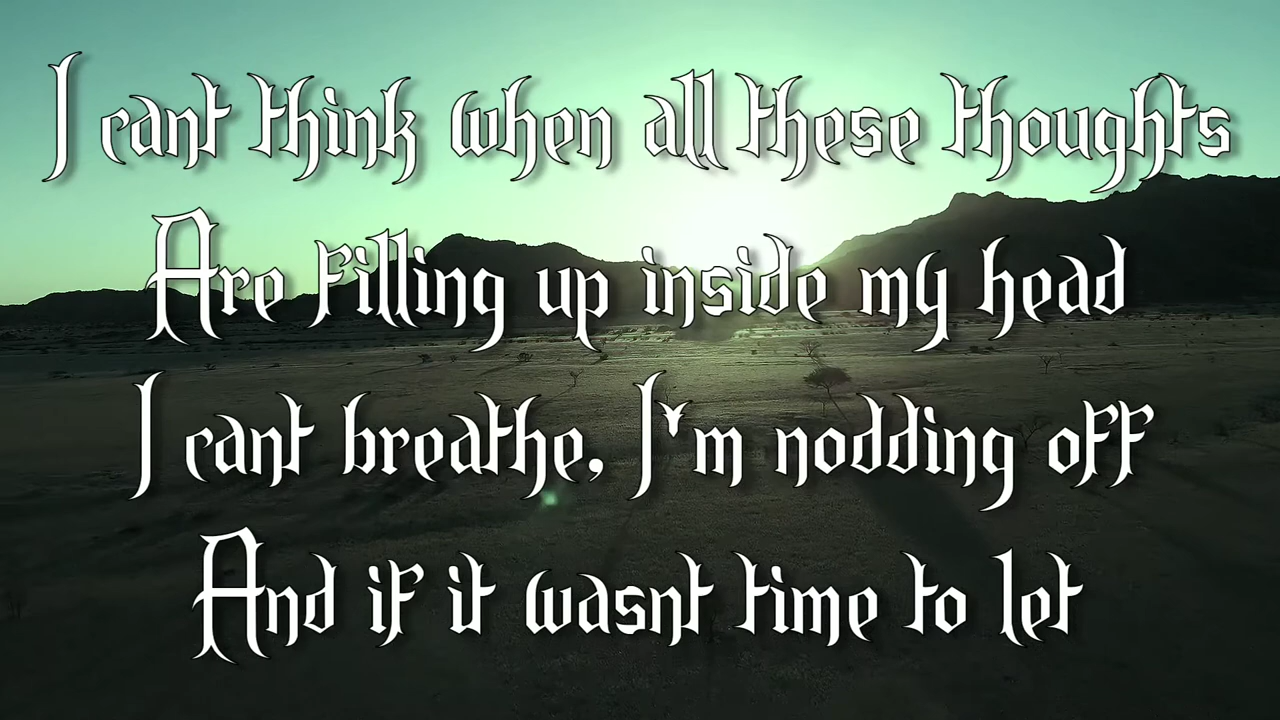 I cant think when all these thoughts
Are filling up inside my head
I cant breathe, I'm nodding off
And if it wasnt time to let